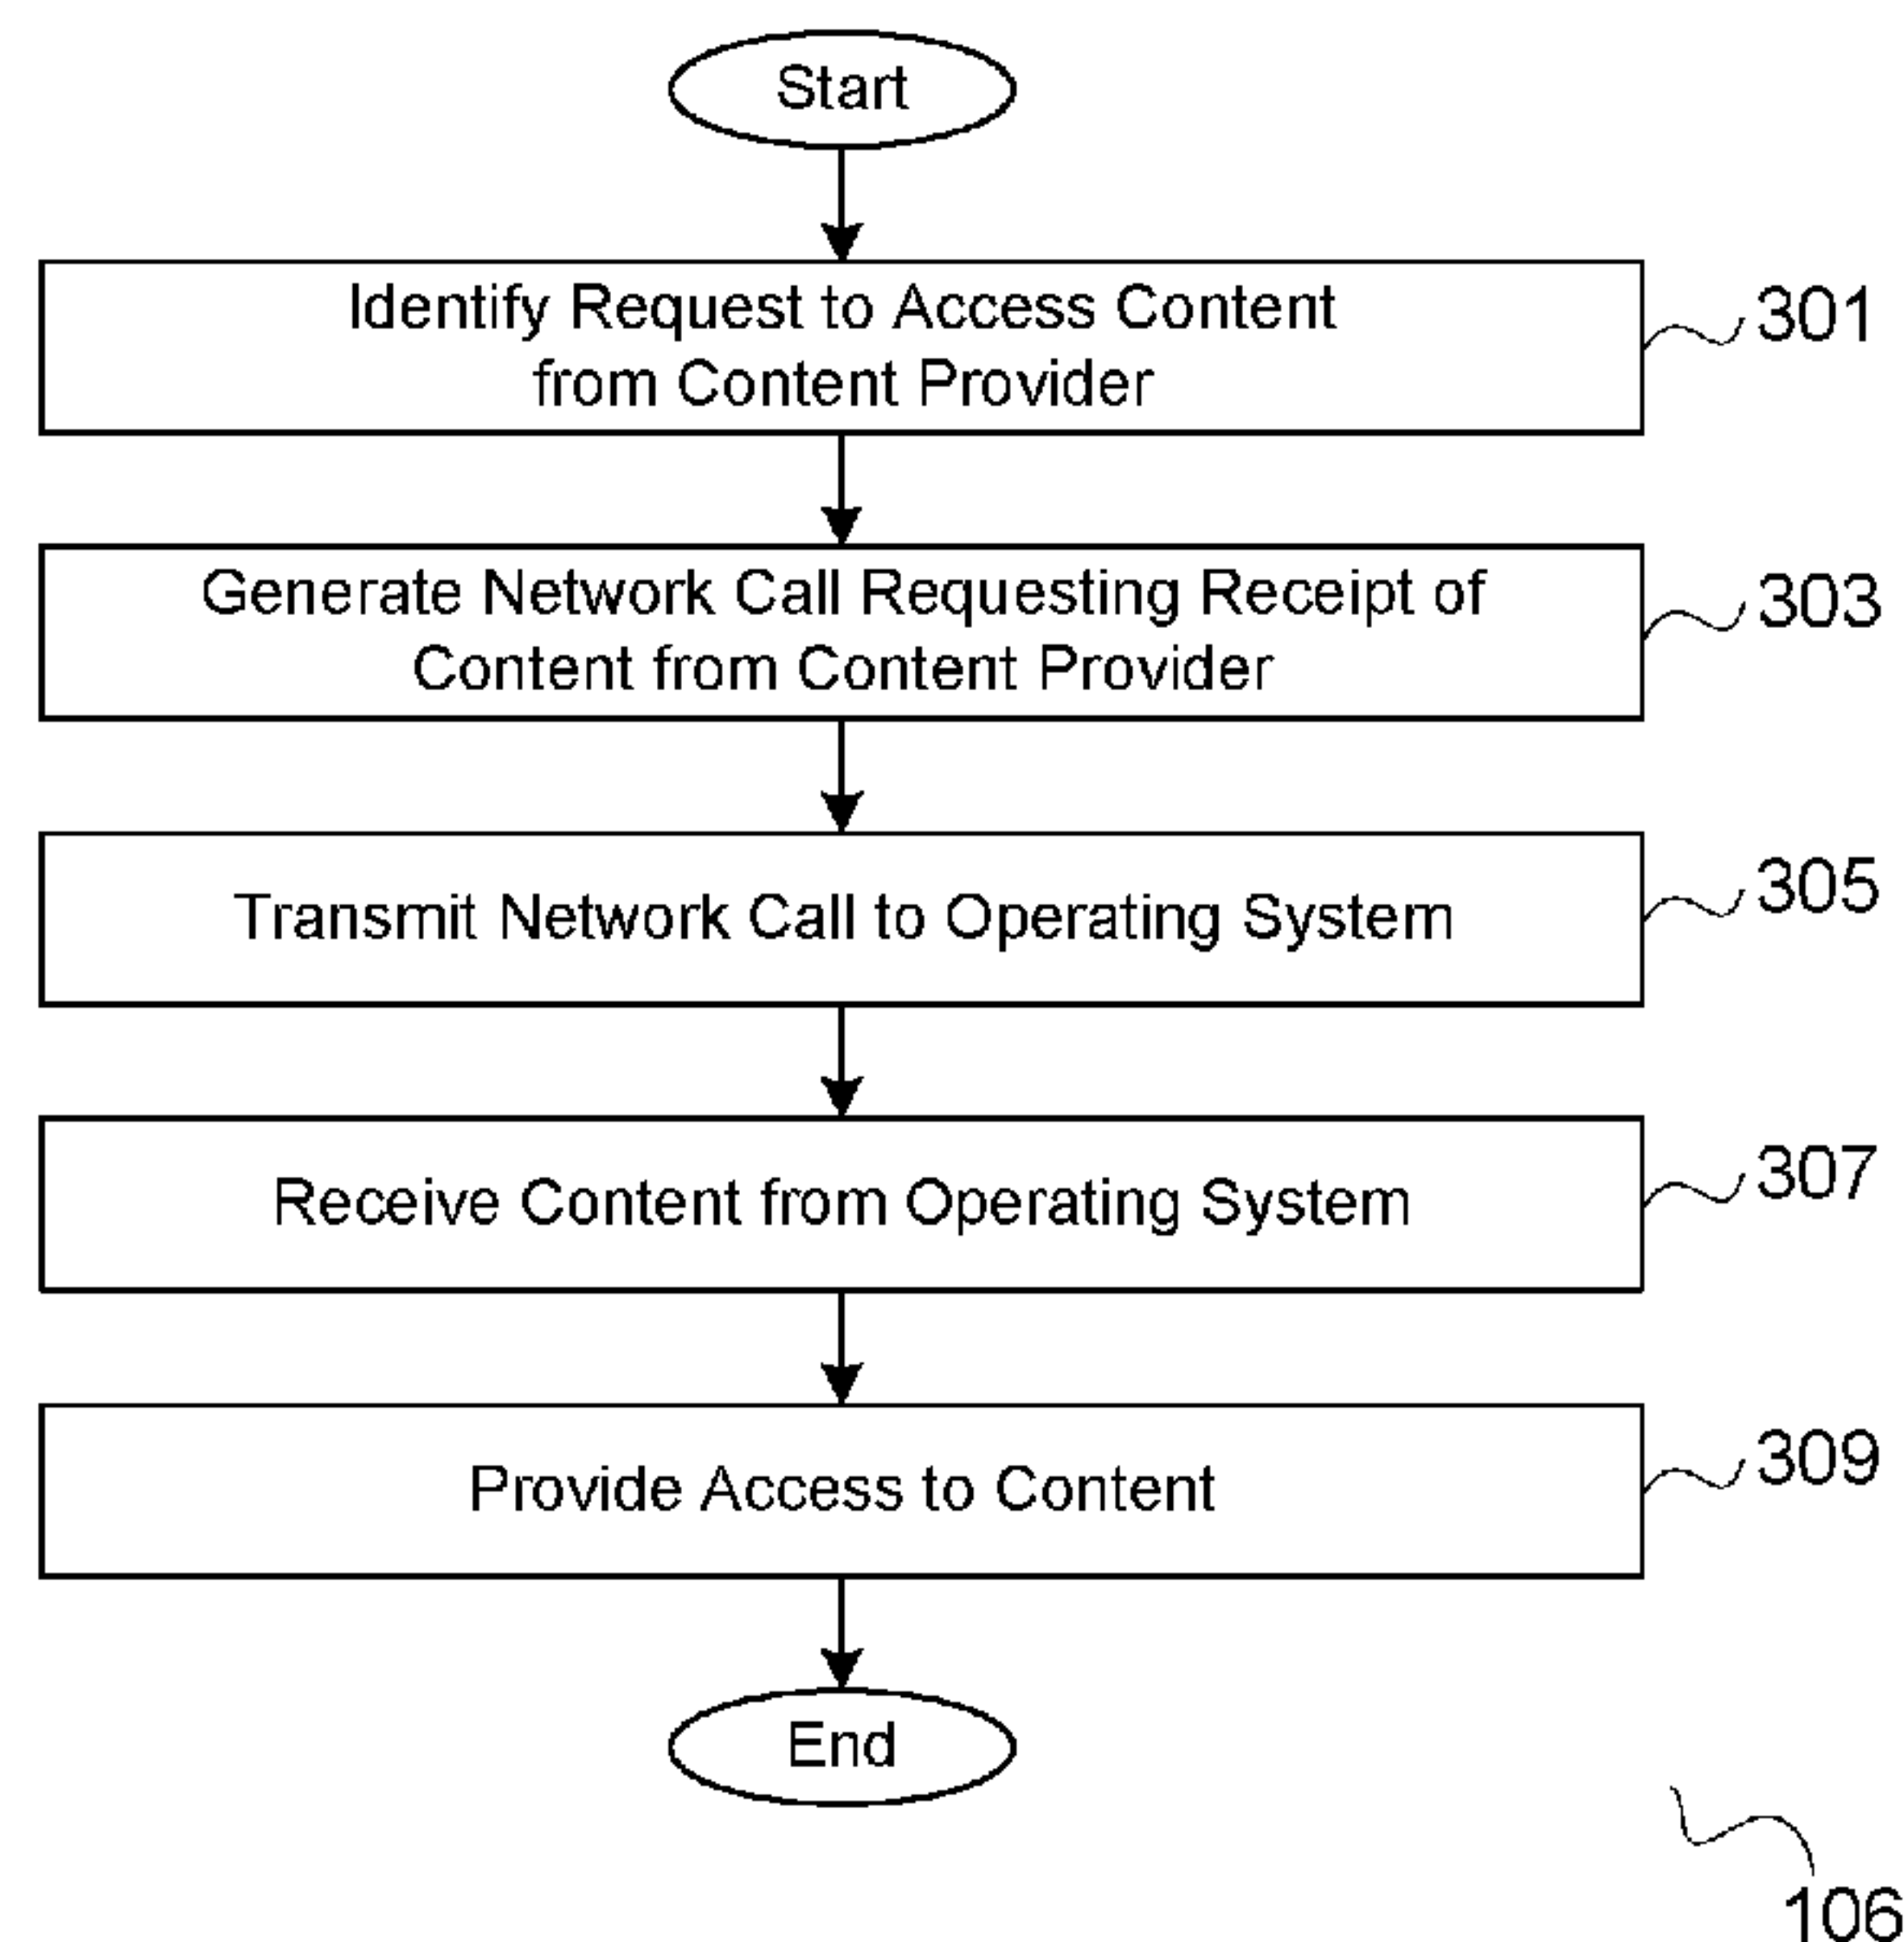 Start
Identify Request to Access Content
from Content Provider
301
Generate Network Call Requesting Receipt of
Content from Content Provider
303
Transmit Network Call to Operating System
305
Receive Content from Operating System
307
Provide Access to Content
309
End
106